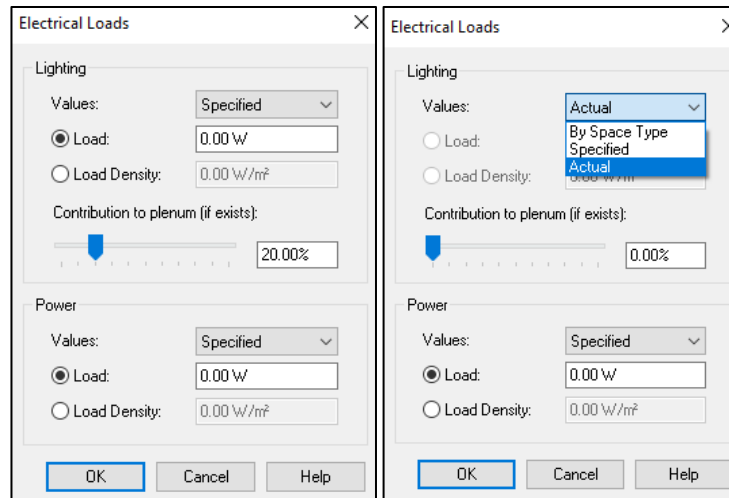 Electrical Loads
Lighting
Values: Specified
Load: 0.00 W
Load Density: 0.00 W/m²
Contribution to plenum (if exists):
20.00%
Power
Values: Specified
Load: 0.00 W
Load Density: 0.00 W/m²
OK Cancel Help
Electrical Loads
Lighting
Values: Actual
By Space Type
Load: Specified
Actual
Load Density: 0.00 W/m²
Contribution to plenum (if exists):
0.00%
Power
Values: Specified
Load: 0.00 W
Load Density: 0.00 W/m²
OK Cancel Help